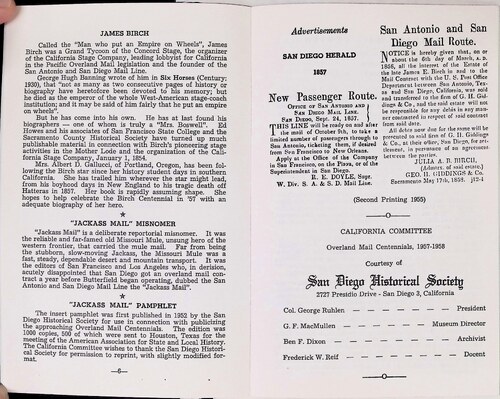 JAMES BIRCH
Called the "Man who put an Empire on Wheels", James
Birch was a Grand Tycoon of the Concord Stage, the organizer
of the California Stage Company, leading lobbyist for California
in the Pacific Overland Mail legislation and the founder of the
San Antonio and San Diego Mail Line.
George Hugh Banning wrote of him in Six Horses (Century:
1930), that "not as many as two consecutive pages of history or
biography have heretofore been devoted to his memory; but
he died as the emperor of the whole West-American stage-coach
institution; and it may be said of him fairly that he put an empire
on wheels".
But he has come into his own. He has at last found his
biographers — one of whom is truly a "Mrs. Boswell". Ed
Howes and his associates of San Francisco State College and the
Sacramento County Historical Society have turned up much
publishable material in connection with Birch's pioneering stage
activities in the Mother Lode and the organization of the Cali-
fornia Stage Company, January 1, 1854.
Mrs. Albert D. Gallucci, of Portland, Oregon, has been fol-
lowing the Birch star since her history student days in southern
California. She has trailed him wherever the star might lead,
from his boyhood days in New England to his tragic death off
Hatteras in 1857. Her book is rapidly assuming shape. She
hopes to help celebrate the Birch Centennial in '57 with an
adequate biography of her hero.
★
"JACKASS MAIL" MISNOMER
"Jackass Mail" is a deliberate reportorial misnomer. It was
the reliable and far-famed old Missouri Mule, unsung hero of the
western frontier, that carried the mule mail. Far from being
the stubborn, slow-moving Jackass, the Missouri Mule was a
fast, steady, dependable desert and mountain transport. It was
the editors of San Francisco and Los Angeles who, in derision,
acutely disappointed that San Diego got an overland mail con-
tract a year before Butterfield began operating, dubbed the San
Antonio and San Diego Mail Line the "Jackass Mail".
★
"JACKASS MAIL" PAMPHLET
The insert pamphlet was first published in 1952 by the San
Diego Historical Society for use in connection with publicizing
the approaching Overland Mail Centennials. The edition was
1000 copies, 500 of which were sent to Houston, Texas for the
meeting of the American Association for State and Local History.
The California Committee wishes to thank the San Diego Histori-
cal Society for permission to reprint, with slightly modified for-
mat.
—6—
Advertisements
SAN DIEGO HERALD
1857
New Passenger Route.
OFFICE OF SAN ANTONIO AND
SAN DIEGO MAIL LINE.
SAN DIEGO, SEPT. 24, 1857.
THIS LINE will be ready on and after
the maid of October 9th, to take a
limited number of passengers through to
San Antonio, ticketing them, if desired
from San Francisco to New Orleans.
Apply at the Office of the Company
in San Francisco, on the Plaza, or of the
Superintendent in San Diego.
R. E. DOYLE, Supt.
W. Div. S. A. & S. D. Mail Line.
San Antonio and San
Diego Mail Route.
NOTICE is hereby given that, on or
about the 6th day of March, A.D.
1858, all the interest of the Estate of
the late James E. Birch in said to the
Mail Contract with the U. S. Post Office
Department between San Antonio, Tex-
as and San Diego, California, was sold
and transferred to the firm of G. H. Gid-
dings & Co., and the said estate will not
be responsible for any debts in any man-
ner contracted in respect of said contract
after said date.
All debts now due for the same will be
presented to the firm of G. H. Giddings
& Co., at their office, San Diego, for set-
tlement, in pursuance of an agreement
between the parties.
JULIA A. E. BIRCH,
(Admrx. of said estate.)
GEO. H. GIDDINGS & Co.
Sacramento May 17th, 1858. j12-4
(Second Printing 1955)
CALIFORNIA COMMITTEE
Overland Mail Centennials, 1957-1958
Courtesy of
San Diego Historical Society
2727 Presidio Drive - San Diego 3, California
Col. George Ruhlen — — — — — President
G. F. MacMullen — — — — Museum Director
Ben F. Dixon — — — — — — Archivist
Frederick W. Reif — — — — — Docent